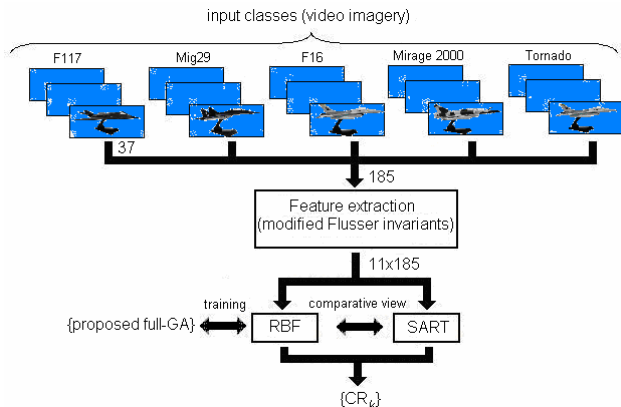 input classes (video imagery)
F117 Mig29 F16 Mirage 2000 Tornado
37
185
Feature extraction
(modified Flusser invariants)
11x185
training comparative view
{proposed full-GA} RBF SART
{CRk}